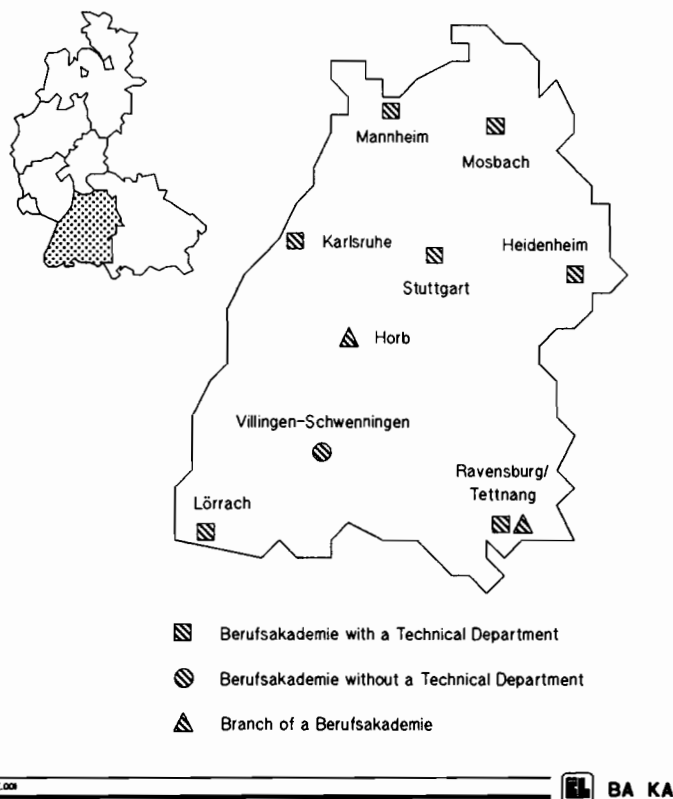 Mannheim
Mosbach
Karlsruhe
Heidenheim
Stuttgart
Horb
Villingen-Schwenningen
Ravensburg/
Tettnang
Lörrach
Berufsakademie with a Technical Department
Berufsakademie without a Technical Department
Branch of a Berufsakademie
BA KA